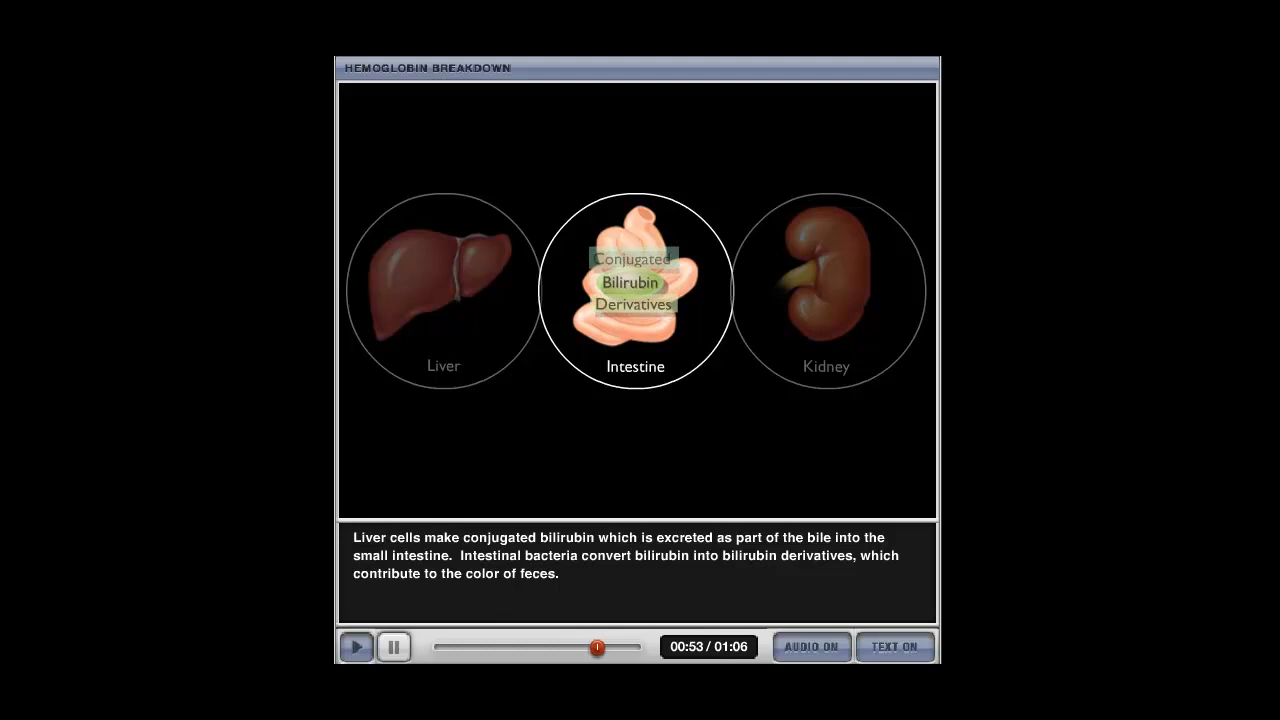 HEMOGLOBIN BREAKDOWN
Conjugated
Bilirubin
Derivatives
Liver
Intestine
Kidney
Liver cells make conjugated bilirubin which is excreted as part of the bile into the
small intestine.  Intestinal bacteria convert bilirubin into bilirubin derivatives, which
contribute to the color of feces.
00:53 / 01:06
AUDIO ON
TEXT ON